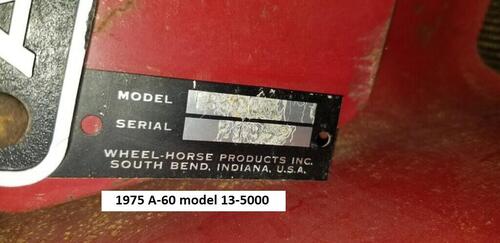 A
MODEL
SERIAL
WHEEL-HORSE PRODUCTS INC.
SOUTH BEND, INDIANA, U.S.A.
1975 A-60 model 13-5000